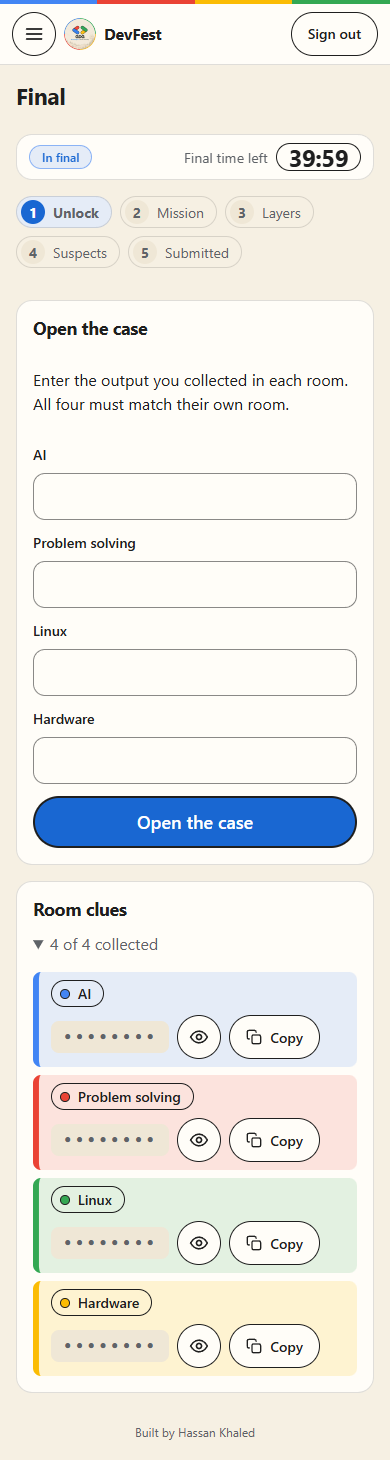 DevFest
Sign out
Final
In final
Final time left
39:59
1 Unlock
2 Mission
3 Layers
4 Suspects
5 Submitted
Open the case
Enter the output you collected in each room.
All four must match their own room.
AI
Problem solving
Linux
Hardware
Open the case
Room clues
4 of 4 collected
AI
Copy
Problem solving
Copy
Linux
Copy
Hardware
Copy
Built by Hassan Khaled